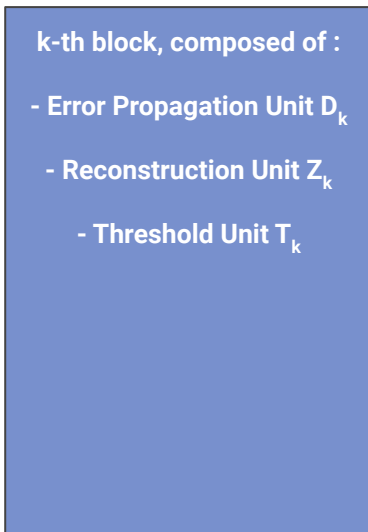 k-th block, composed of :
- Error Propagation Unit Dk
- Reconstruction Unit Zk
- Threshold Unit Tk